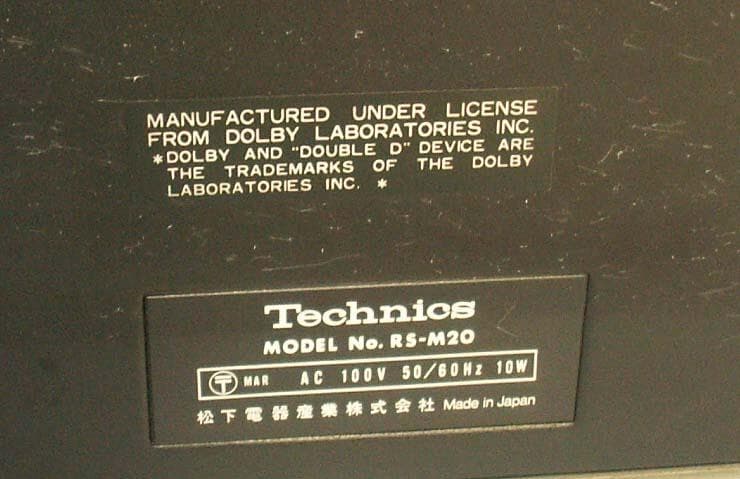 MANUFACTURED UNDER LICENSE
FROM DOLBY LABORATORIES INC.
*DOLBY AND "DOUBLE D" DEVICE ARE
THE TRADEMARKS OF THE DOLBY
LABORATORIES INC. *
Technics
MODEL No. RS-M20
〒 MAR AC 100V 50/60Hz 10W
松下電器産業株式会社 Made in Japan